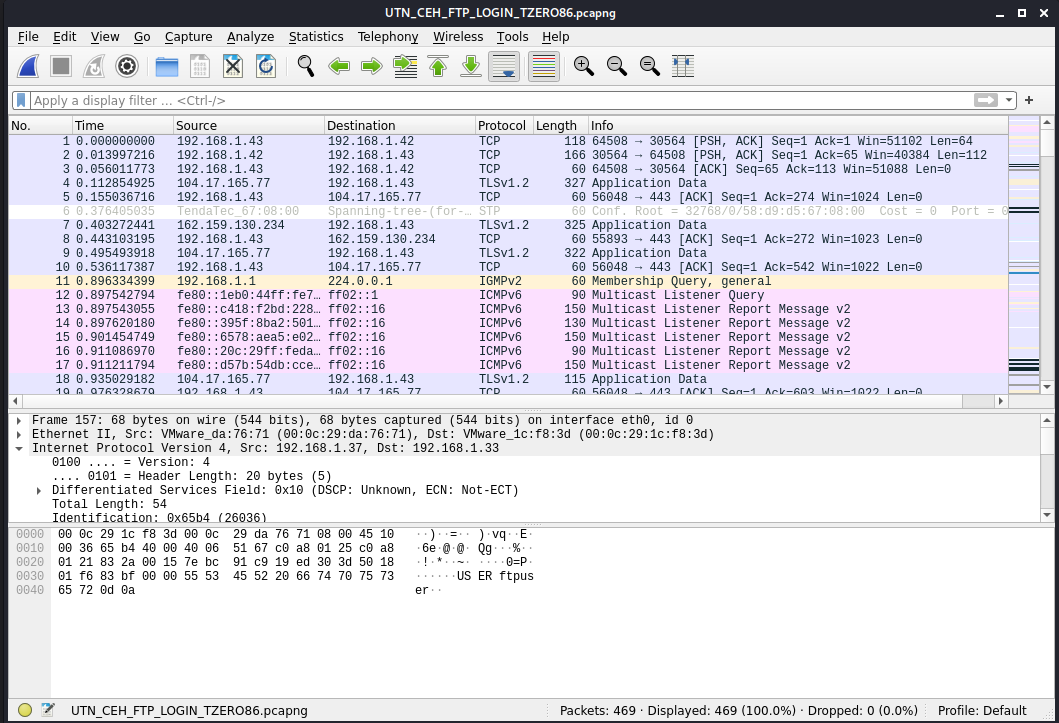 UTN_CEH_FTP_LOGIN_TZERO86.pcapng
File Edit View Go Capture Analyze Statistics Telephony Wireless Tools Help
Apply a display filter … <Ctrl-/>
No. Time Source Destination Protocol Length Info
1 0.000000000 192.168.1.43 192.168.1.42 TCP 118 64508 → 30564 [PSH, ACK] Seq=1 Ack=1 Win=51102 Len=64
2 0.013997216 192.168.1.42 192.168.1.43 TCP 166 30564 → 64508 [PSH, ACK] Seq=1 Ack=65 Win=40384 Len=112
3 0.056011773 192.168.1.43 192.168.1.42 TCP 60 64508 → 30564 [ACK] Seq=65 Ack=113 Win=51088 Len=0
4 0.112854925 104.17.165.77 192.168.1.43 TLSv1.2 327 Application Data
5 0.155036716 192.168.1.43 104.17.165.77 TCP 60 56048 → 443 [ACK] Seq=1 Ack=274 Win=1024 Len=0
6 0.376405035 TendaTec_67:08:00 Spanning-tree-(for-… STP 60 Conf. Root = 32768/0/58:d9:d5:67:08:00 Cost = 0 Port = 0
7 0.403272441 162.159.130.234 192.168.1.43 TLSv1.2 325 Application Data
8 0.443103195 192.168.1.43 162.159.130.234 TCP 60 55893 → 443 [ACK] Seq=1 Ack=272 Win=1023 Len=0
9 0.495493918 104.17.165.77 192.168.1.43 TLSv1.2 322 Application Data
10 0.536117387 192.168.1.43 104.17.165.77 TCP 60 56048 → 443 [ACK] Seq=1 Ack=542 Win=1022 Len=0
11 0.896334399 192.168.1.1 224.0.0.1 IGMPv2 60 Membership Query, general
12 0.897542794 fe80::1eb0:44ff:fe7… ff02::1 ICMPv6 90 Multicast Listener Query
13 0.897543055 fe80::c418:f2bd:228… ff02::16 ICMPv6 150 Multicast Listener Report Message v2
14 0.897620180 fe80::395f:8ba2:501… ff02::16 ICMPv6 130 Multicast Listener Report Message v2
15 0.901454749 fe80::6578:aea5:e02… ff02::16 ICMPv6 150 Multicast Listener Report Message v2
16 0.911086970 fe80::20c:29ff:feda… ff02::16 ICMPv6 90 Multicast Listener Report Message v2
17 0.911211794 fe80::d57b:54db:cce… ff02::16 ICMPv6 150 Multicast Listener Report Message v2
18 0.935029182 104.17.165.77 192.168.1.43 TLSv1.2 115 Application Data
19 0.976328679 192.168.1.43 104.17.165.77 TCP 60 56048 → 443 [ACK] Seq=1 Ack=603 Win=1022 Len=0
Frame 157: 68 bytes on wire (544 bits), 68 bytes captured (544 bits) on interface eth0, id 0
Ethernet II, Src: VMware_da:76:71 (00:0c:29:da:76:71), Dst: VMware_1c:f8:3d (00:0c:29:1c:f8:3d)
Internet Protocol Version 4, Src: 192.168.1.37, Dst: 192.168.1.33
0100 .... = Version: 4
.... 0101 = Header Length: 20 bytes (5)
Differentiated Services Field: 0x10 (DSCP: Unknown, ECN: Not-ECT)
Total Length: 54
Identification: 0x65b4 (26036)
0000 00 0c 29 1c f8 3d 00 0c 29 da 76 71 08 00 45 10 ··)··=·· )·vq··E·
0010 00 36 65 b4 40 00 40 06 51 67 c0 a8 01 25 c0 a8 ·6e·@·@· Qg···%··
0020 01 21 83 2a 00 15 7e bc 91 c9 19 ed 30 3d 50 18 ·!·*··~· ····0=P·
0030 01 f6 83 bf 00 00 55 53 45 52 20 66 74 70 75 73 ······US ER ftpus
0040 65 72 0d 0a er··
UTN_CEH_FTP_LOGIN_TZERO86.pcapng Packets: 469 · Displayed: 469 (100.0%) · Dropped: 0 (0.0%) Profile: Default